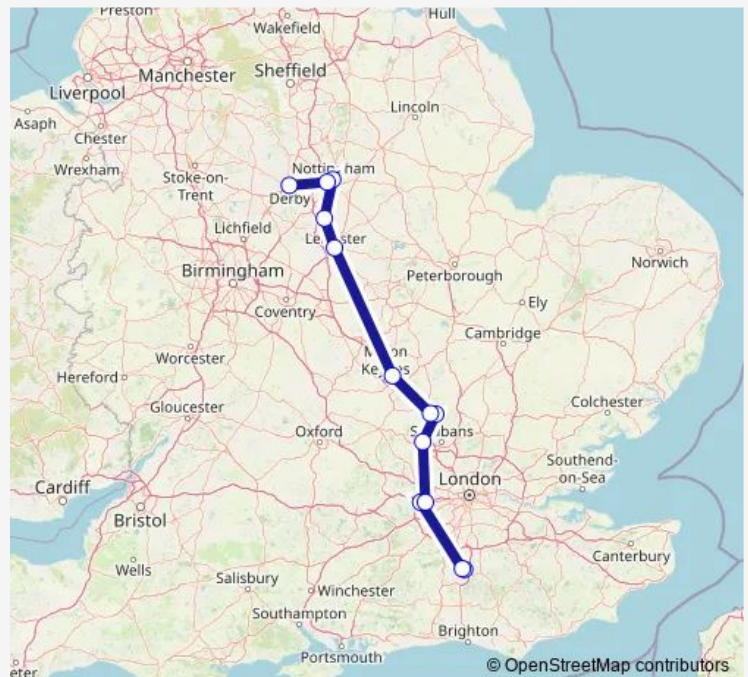 Preston
Hull
Wakefield
Manchester
Sheffield
Liverpool
Lincoln
Asaph
Chester
Wrexham
Stoke-on-
Trent
Derby
Lichfield
Norwich
Birmingham
Peterborough
Ely
Coventry
Cambridge
Worcester
Hereford
Colchester
Gloucester
Oxford
Southend-
on-Sea
London
Cardiff
Bristol
Canterbury
Wells
Salisbury
Winchester
Southampton
Brighton
Portsmouth
© OpenStreetMap contributors